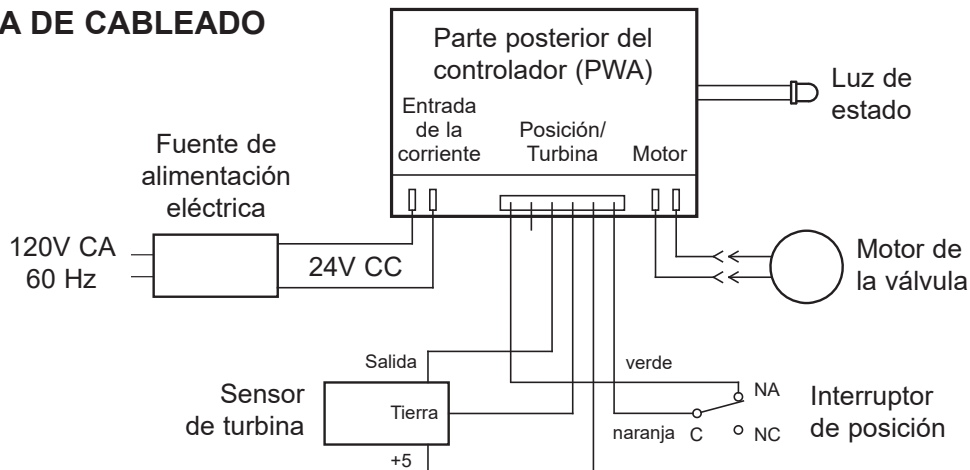 A DE CABLEADO
Parte posterior del
controlador (PWA)
Luz de
estado
Entrada
de la
corriente
Posición/
Turbina
Motor
Fuente de
alimentación
eléctrica
120V CA
60 Hz
24V CC
Motor de
la válvula
Salida
verde
Sensor
de turbina
Tierra
NA
Interruptor
de posición
naranja
C
NC
+5